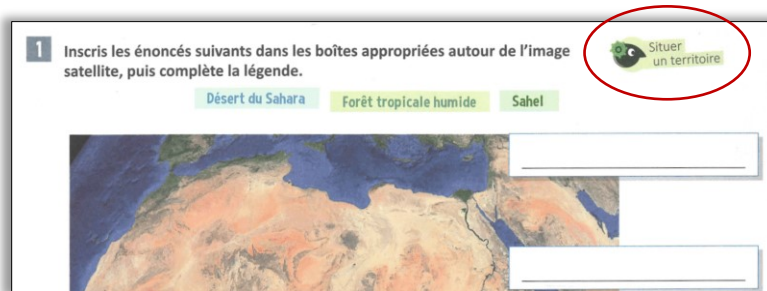 1
Inscris les énoncés suivants dans les boîtes appropriées autour de l'image
satellite, puis complète la légende.
Situer
un territoire
Désert du Sahara Forêt tropicale humide Sahel